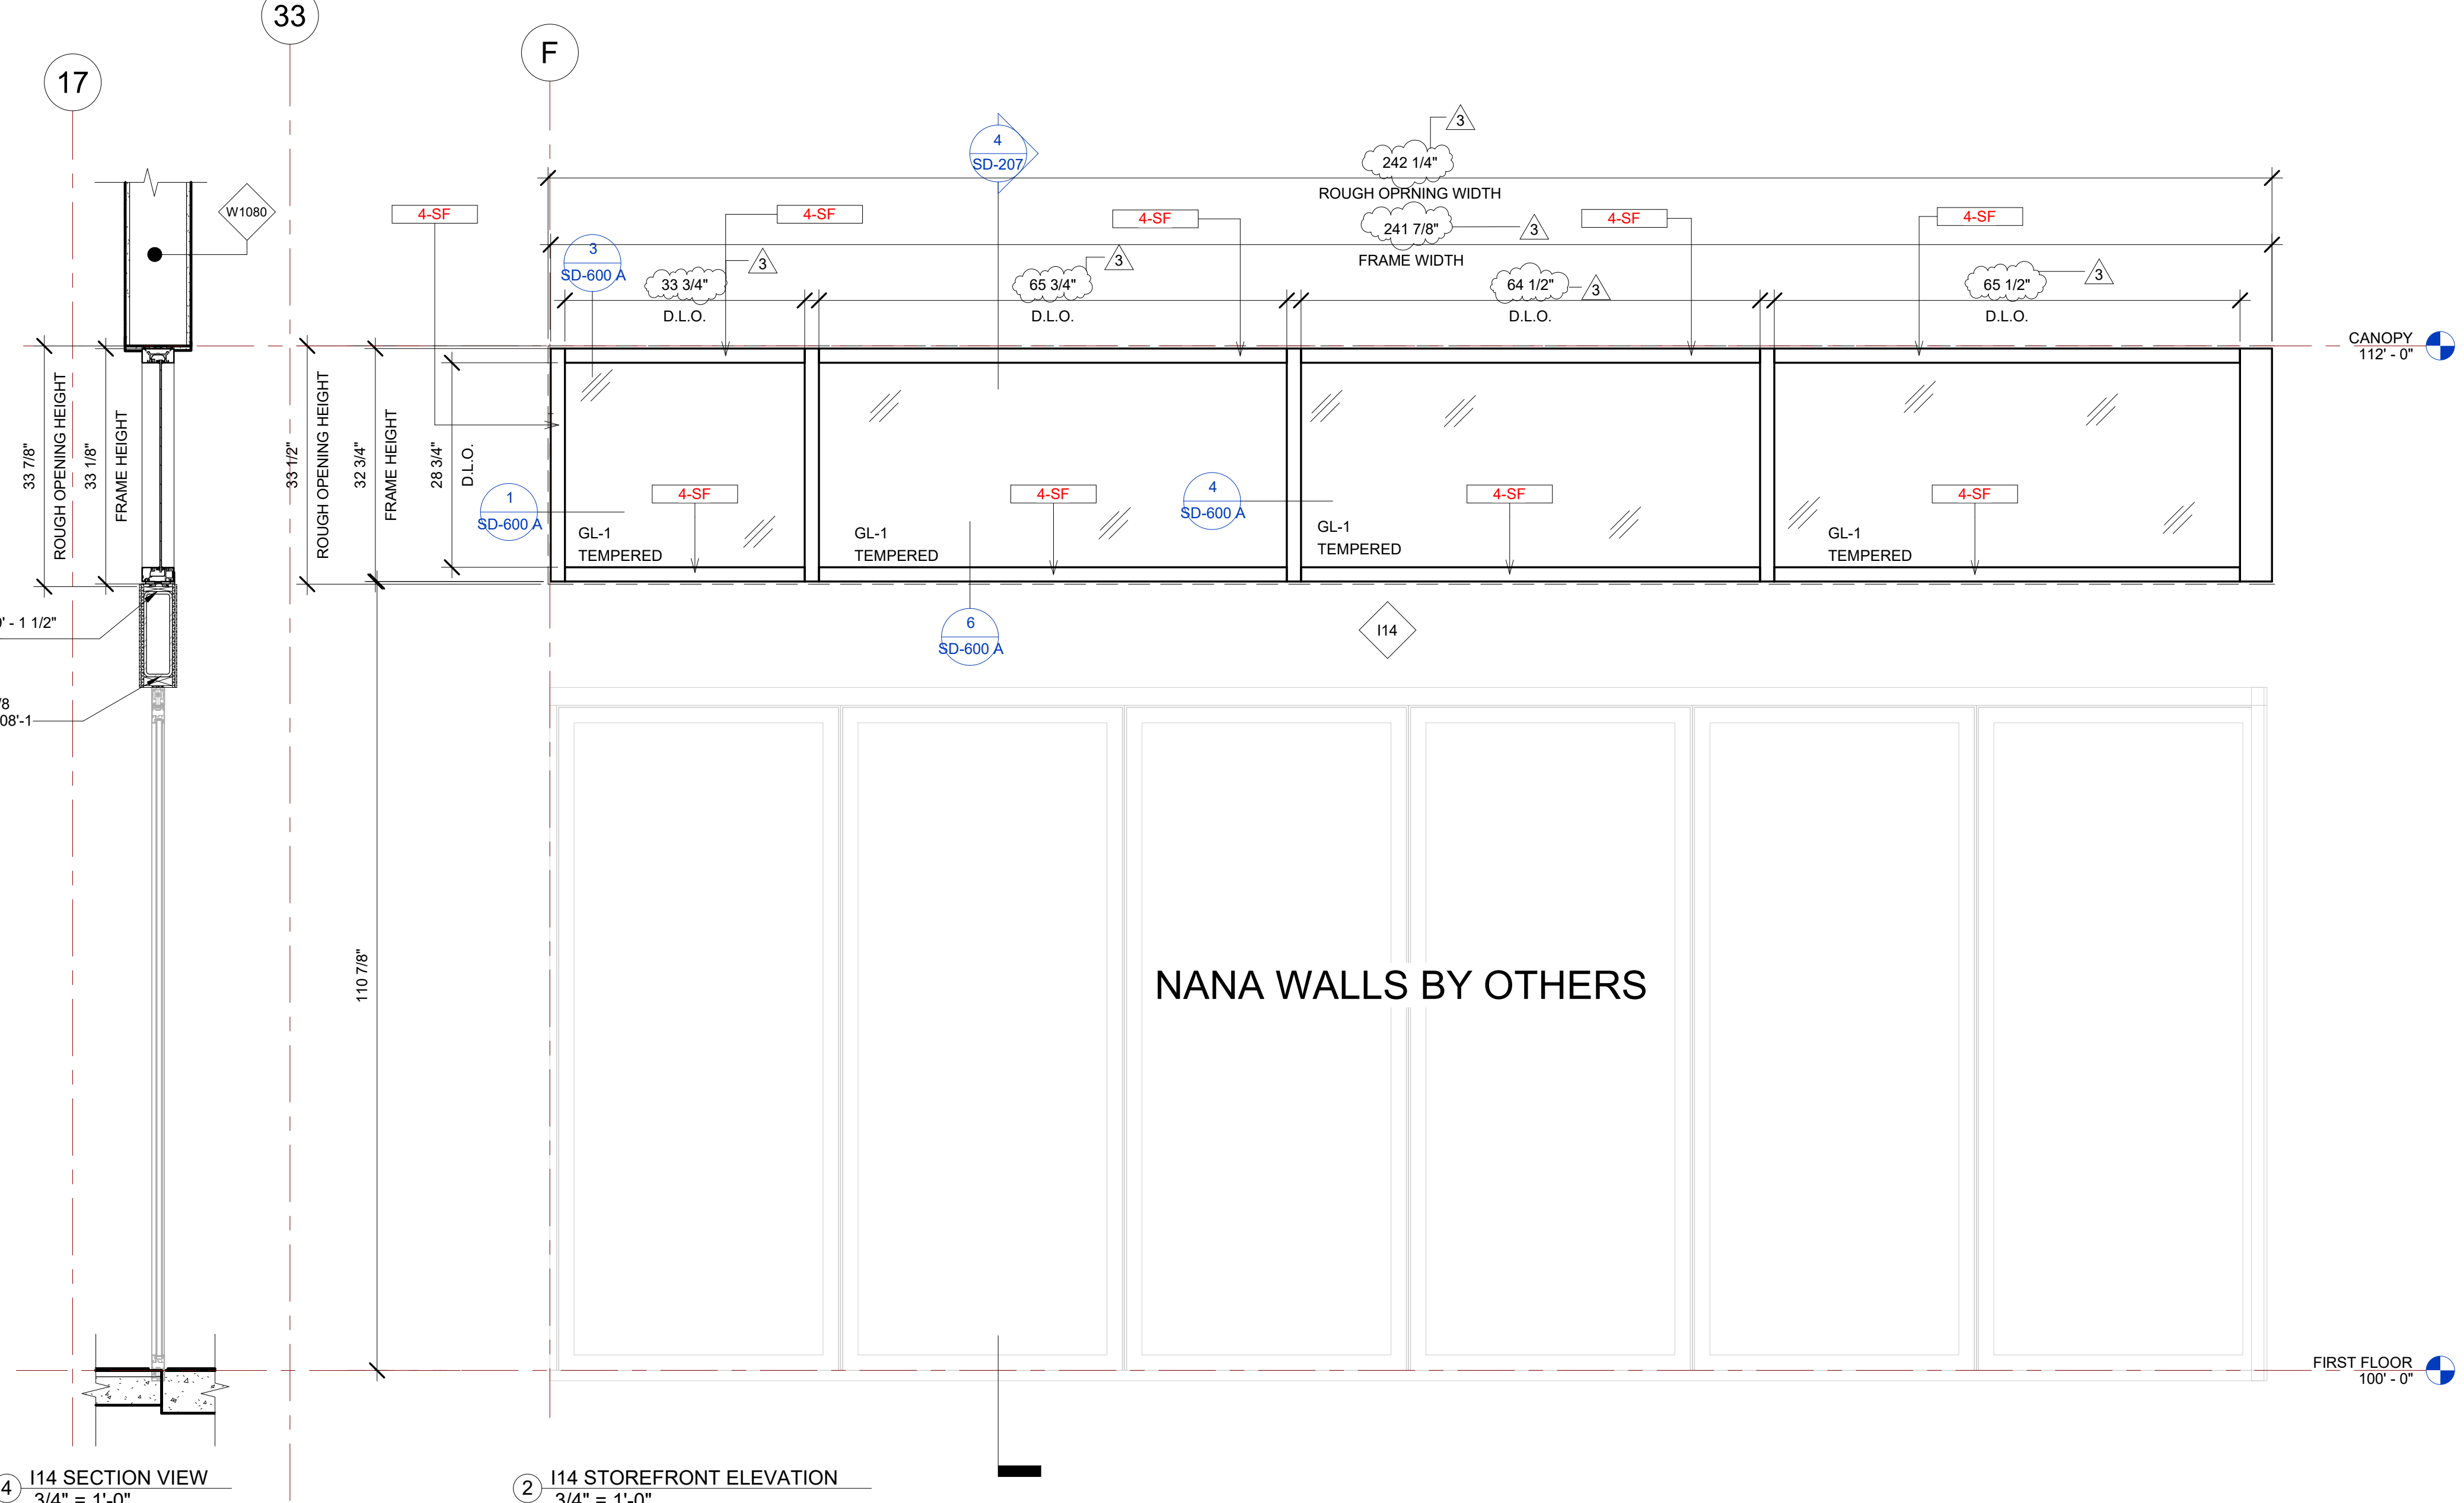 33
F
17
3
4
SD-207
242 1/4"
ROUGH OPRNING WIDTH
W1080
4-SF
4-SF
4-SF
4-SF
4-SF
241 7/8"
3
FRAME WIDTH
3
SD-600 A
33 3/4"
3
D.L.O.
65 3/4"
3
D.L.O.
64 1/2"
3
D.L.O.
65 1/2"
3
D.L.O.
CANOPY
112' - 0"
33 7/8"
ROUGH OPENING HEIGHT
33 1/8"
FRAME HEIGHT
33 1/2"
ROUGH OPENING HEIGHT
32 3/4"
FRAME HEIGHT
28 3/4"
D.L.O.
1
SD-600 A
4-SF
4-SF
4
SD-600 A
4-SF
4-SF
GL-1
TEMPERED
GL-1
TEMPERED
GL-1
TEMPERED
GL-1
TEMPERED
' - 1 1/2"
6
SD-600 A
I14
/8
08'-1
110 7/8"
NANA WALLS BY OTHERS
FIRST FLOOR
100' - 0"
4
I14 SECTION VIEW
3/4" = 1'-0"
2
I14 STOREFRONT ELEVATION
3/4" = 1'-0"